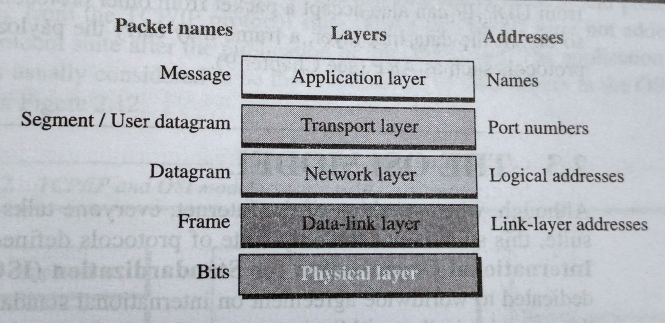 Packet names Layers Addresses
Message Application layer Names
Segment / User datagram Transport layer Port numbers
Datagram Network layer Logical addresses
Frame Data-link layer Link-layer addresses
Bits Physical layer